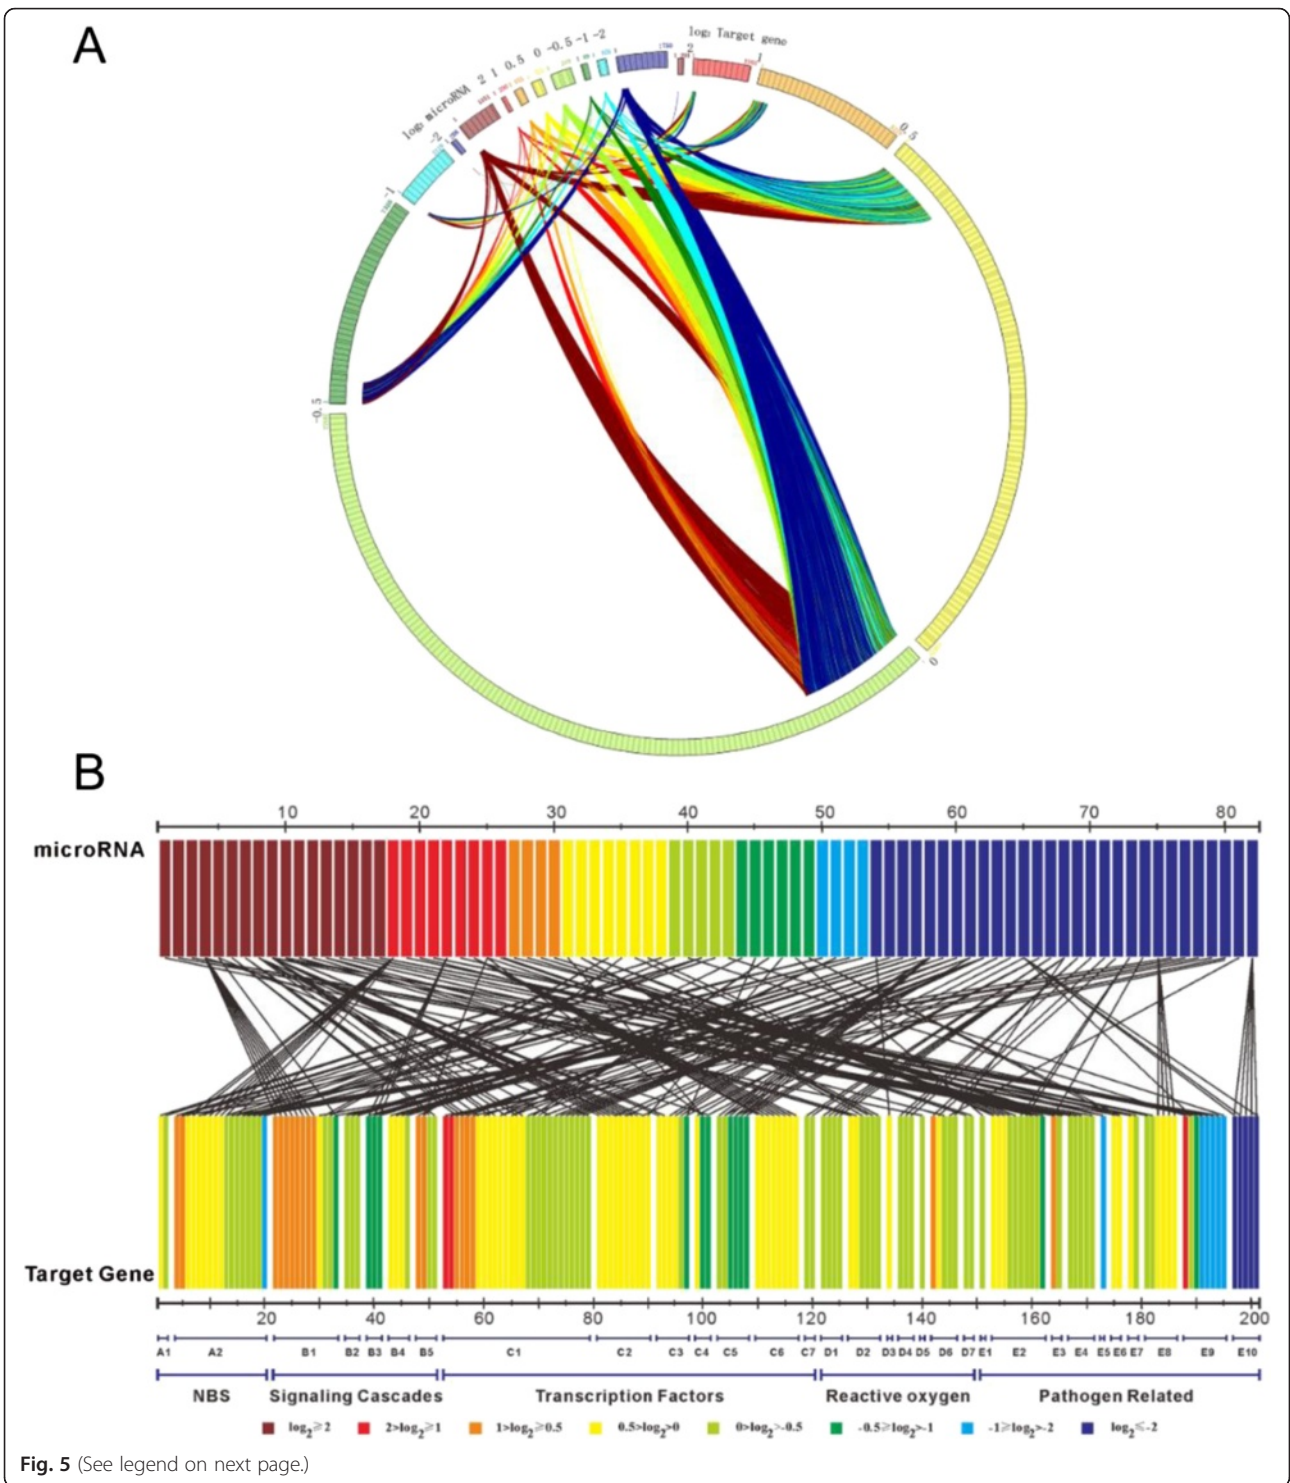 A
log₂ microRNA 2 1 0.5 0 -0.5 -1 -2
log₂ Target gene
2
1
0.5
0
-0.5
-1
-2
B
10 20 30 40 50 60 70 80
microRNA
Target Gene
20 40 60 80 100 120 140 160 180 200
A1 A2 B1 B2 B3 B4 B5 C1 C2 C3 C4 C5 C6 C7 D1 D2 D3 D4 D5 D6 D7 E1 E2 E3 E4 E5 E6 E7 E8 E9 E10
NBS Signaling Cascades Transcription Factors Reactive oxygen Pathogen Related
log₂≥2 2>log₂≥1 1>log₂≥0.5 0.5>log₂>0 0>log₂>-0.5 -0.5≥log₂>-1 -1≥log₂>-2 log₂≤-2
Fig. 5 (See legend on next page.)